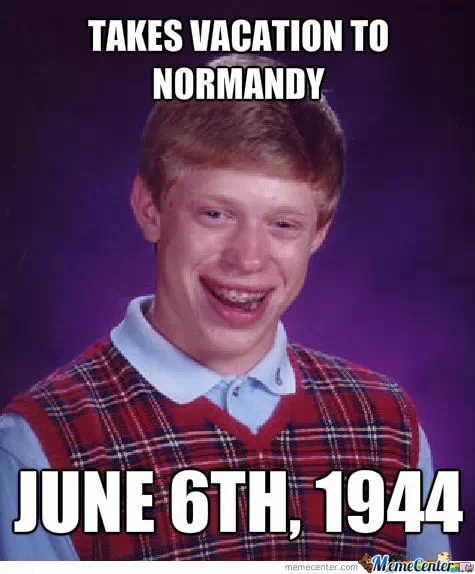 TAKES VACATION TO
NORMANDY
JUNE 6TH, 1944
memecenter.com MemeCenter